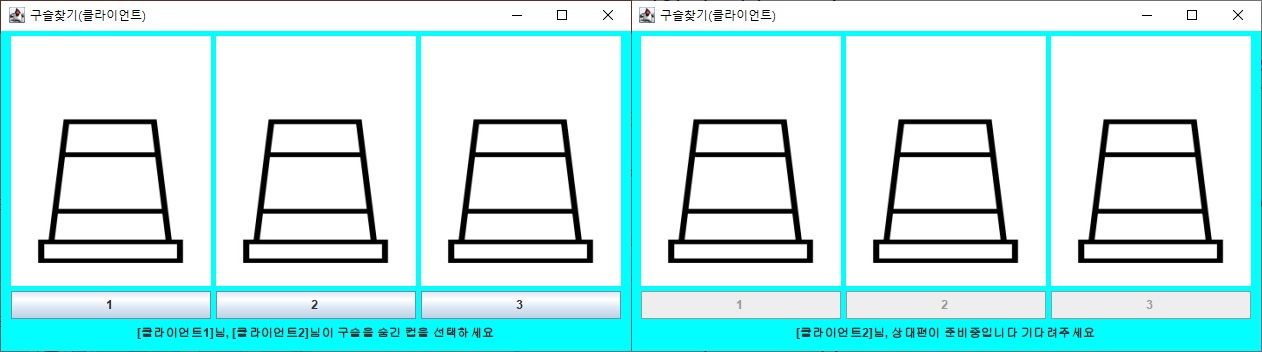 구슬찾기(클라이언트)
1 2 3
[클라이언트1]님, [클라이언트2]님이 구슬을 숨긴 컵을 선택하세요
구슬찾기(클라이언트)
1 2 3
[클라이언트2]님, 상대편이 준비중입니다 기다려주세요